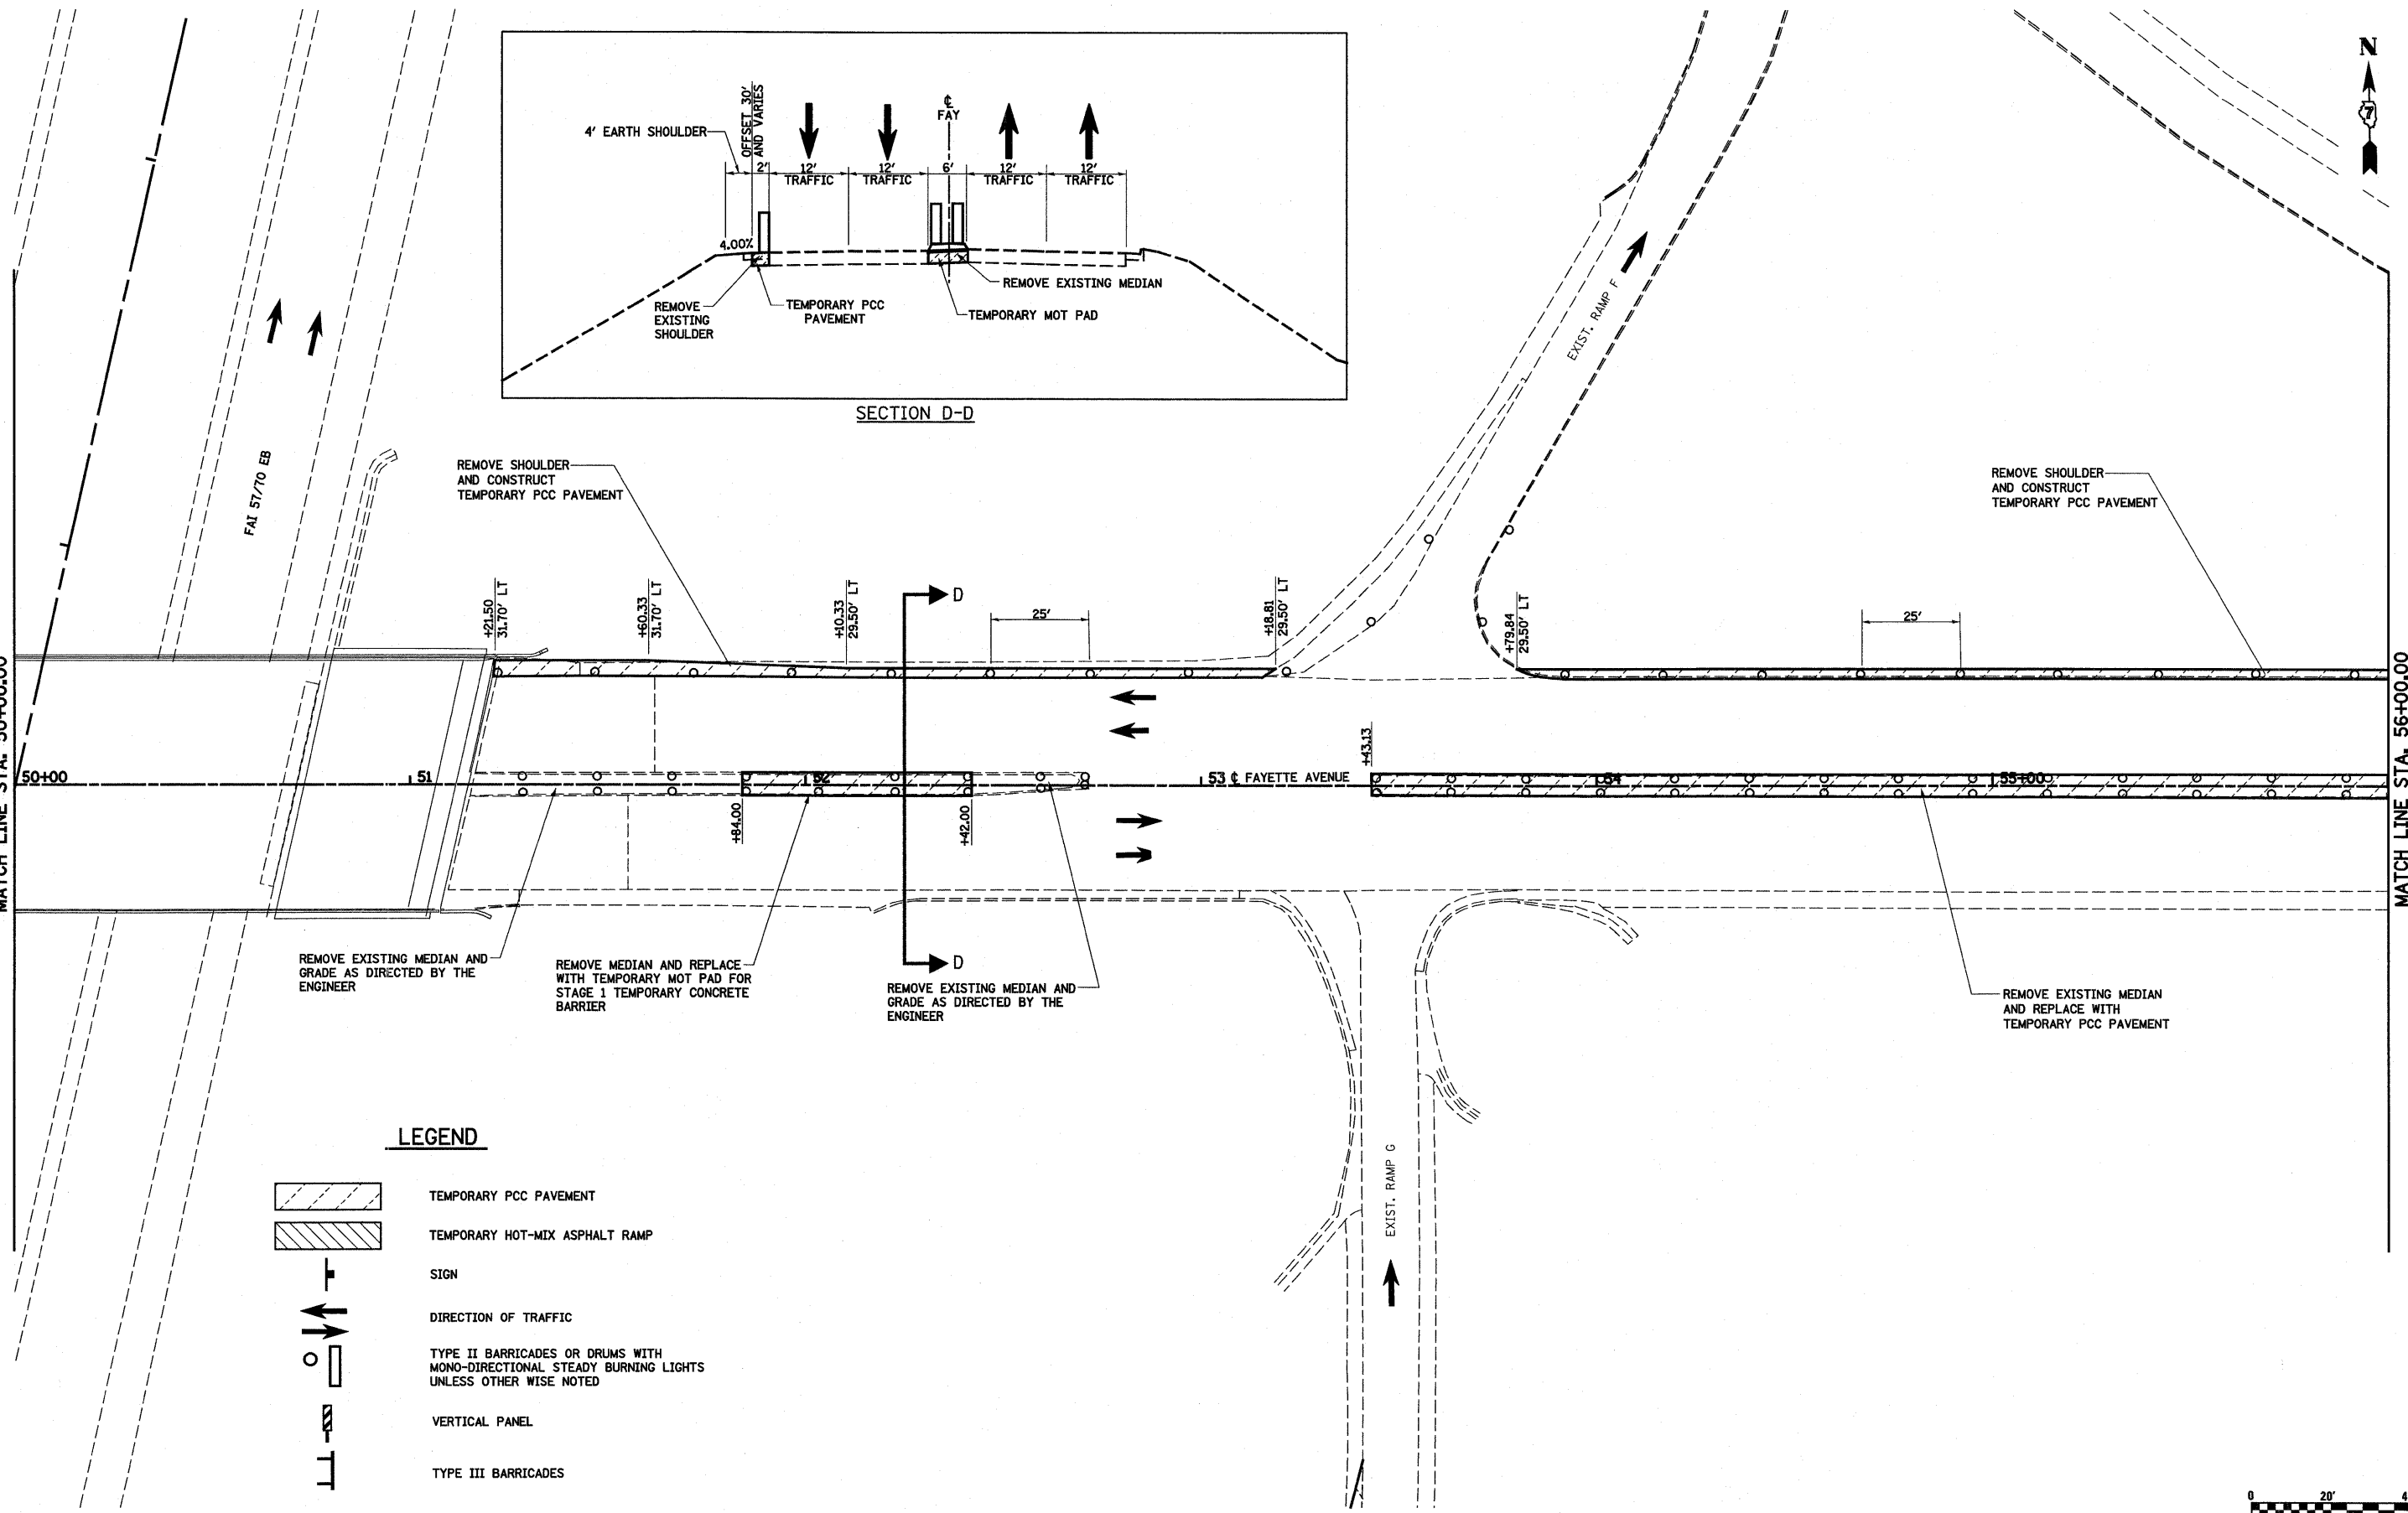 N
7
OFFSET 30'
AND VARIES
4' EARTH SHOULDER
℄
FAY
2'
12'
TRAFFIC
12'
TRAFFIC
6'
12'
TRAFFIC
12'
TRAFFIC
4.00%
REMOVE EXISTING MEDIAN
REMOVE
EXISTING
SHOULDER
TEMPORARY PCC
PAVEMENT
TEMPORARY MOT PAD
SECTION D-D
EXIST. RAMP F
FAI 57/70 EB
REMOVE SHOULDER
AND CONSTRUCT
TEMPORARY PCC PAVEMENT
REMOVE SHOULDER
AND CONSTRUCT
TEMPORARY PCC PAVEMENT
+21.50
31.70' LT
+60.33
31.70' LT
+10.33
29.50' LT
D
25'
+18.81
29.50' LT
+79.84
29.50' LT
25'
MATCH LINE STA. 50+00.00
MATCH LINE STA. 56+00.00
50+00
51
52
53 ℄ FAYETTE AVENUE
+43.13
54
55+00
+84.00
+42.00
REMOVE EXISTING MEDIAN AND
GRADE AS DIRECTED BY THE
ENGINEER
REMOVE MEDIAN AND REPLACE
WITH TEMPORARY MOT PAD FOR
STAGE 1 TEMPORARY CONCRETE
BARRIER
D
REMOVE EXISTING MEDIAN AND
GRADE AS DIRECTED BY THE
ENGINEER
REMOVE EXISTING MEDIAN
AND REPLACE WITH
TEMPORARY PCC PAVEMENT
EXIST. RAMP G
LEGEND
TEMPORARY PCC PAVEMENT
TEMPORARY HOT-MIX ASPHALT RAMP
SIGN
DIRECTION OF TRAFFIC
TYPE II BARRICADES OR DRUMS WITH
MONO-DIRECTIONAL STEADY BURNING LIGHTS
UNLESS OTHER WISE NOTED
VERTICAL PANEL
TYPE III BARRICADES
0 20' 4